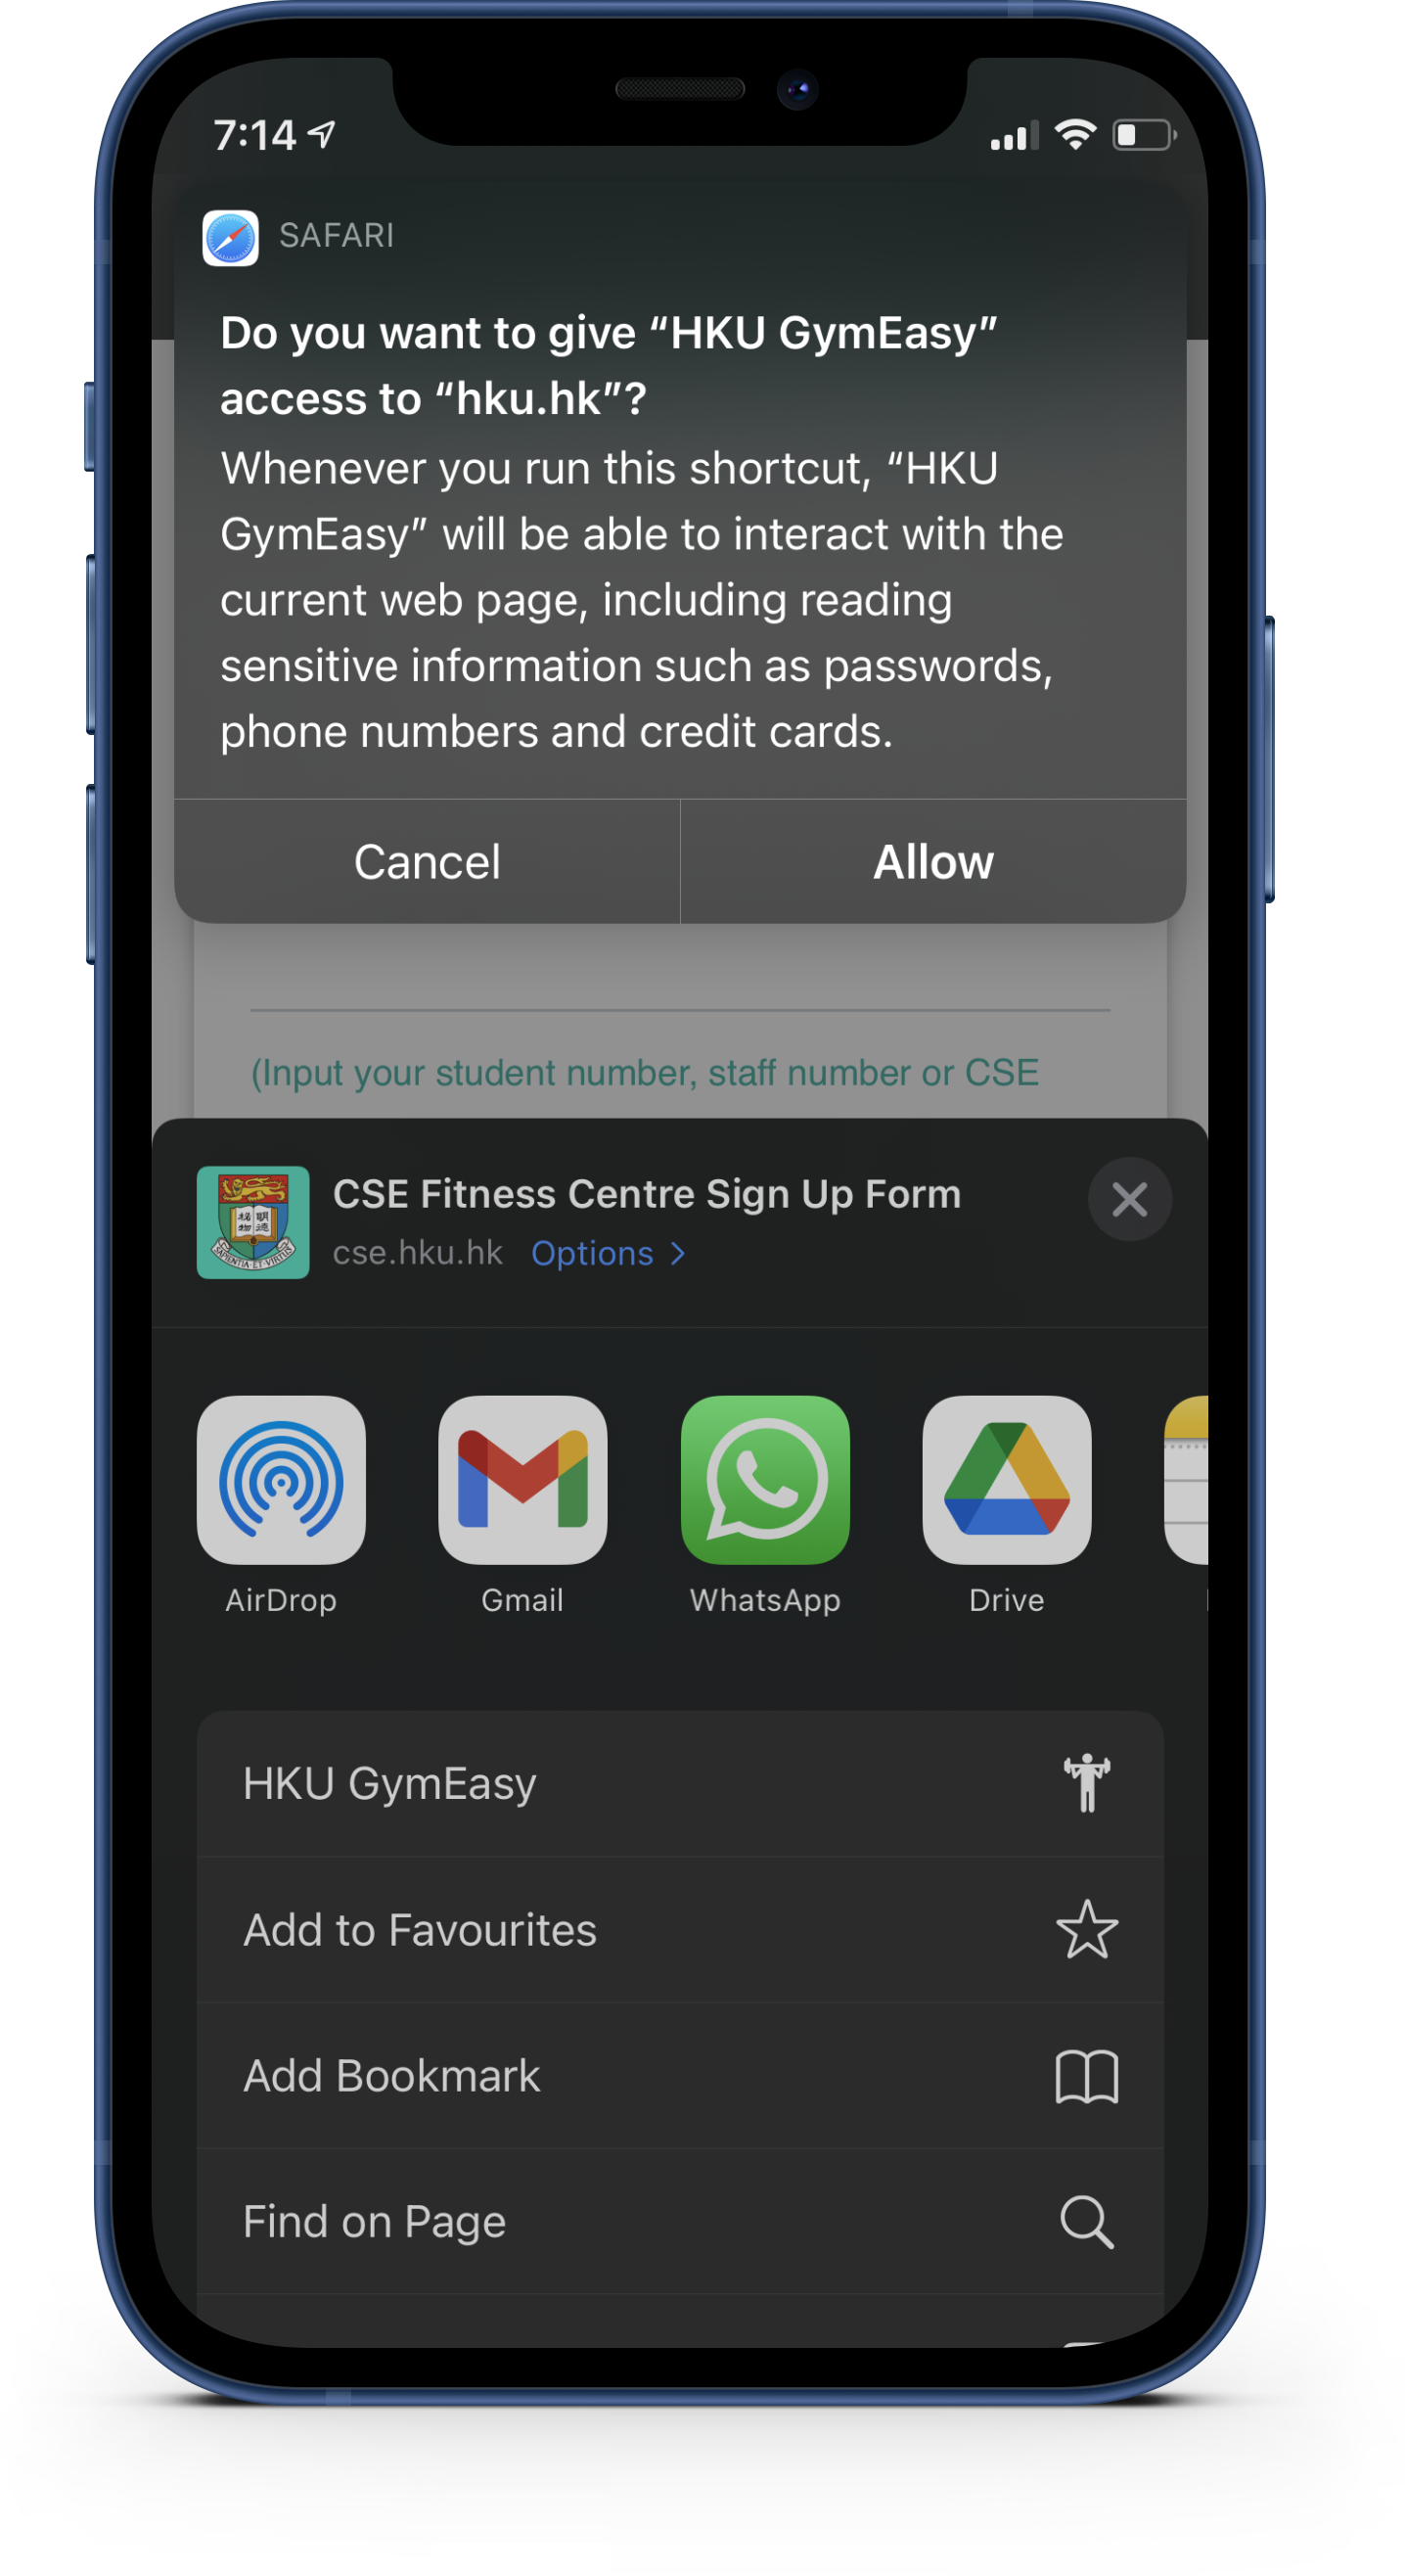 7:14
SAFARI
Do you want to give “HKU GymEasy”
access to “hku.hk”?
Whenever you run this shortcut, “HKU
GymEasy” will be able to interact with the
current web page, including reading
sensitive information such as passwords,
phone numbers and credit cards.
Cancel
Allow
(Input your student number, staff number or CSE
CSE Fitness Centre Sign Up Form
cse.hku.hk Options >
AirDrop
Gmail
WhatsApp
Drive
HKU GymEasy
Add to Favourites
Add Bookmark
Find on Page